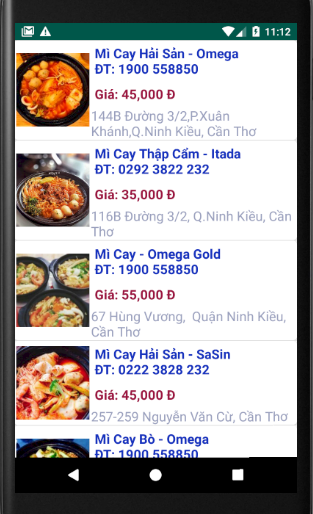 11:12
Mì Cay Hải Sản - Omega
ĐT: 1900 558850
Giá: 45,000 Đ
144B Đường 3/2,P.Xuân
Khánh,Q.Ninh Kiều, Cần Thơ
Mì Cay Thập Cẩm - Itada
ĐT: 0292 3822 232
Giá: 35,000 Đ
116B Đường 3/2, Q.Ninh Kiều, Cần
Thơ
Mì Cay - Omega Gold
ĐT: 1900 558850
Giá: 55,000 Đ
67 Hùng Vương,  Quận Ninh Kiều,
Cần Thơ
Mì Cay Hải Sản - SaSin
ĐT: 0222 3828 232
Giá: 45,000 Đ
257-259 Nguyễn Văn Cừ, Cần Thơ
Mì Cay Bò - Omega
ĐT: 1900 558850